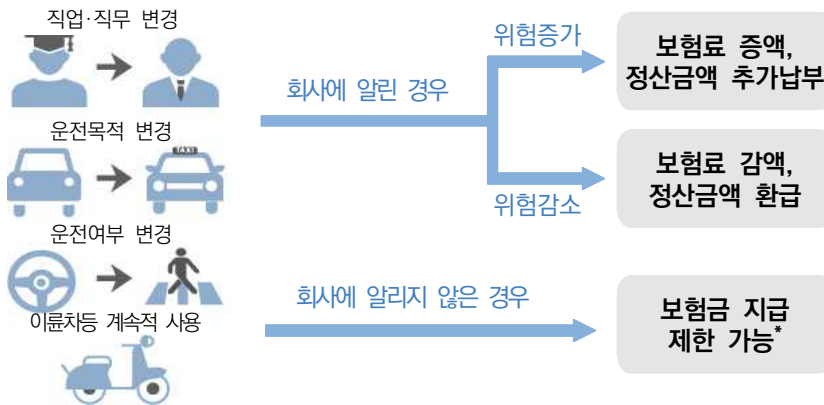 직업·직무 변경
운전목적 변경
TAXI
운전여부 변경
이륜차등 계속적 사용
회사에 알린 경우
위험증가
보험료 증액,
정산금액 추가납부
위험감소
보험료 감액,
정산금액 환급
회사에 알리지 않은 경우
보험금 지급
제한 가능*